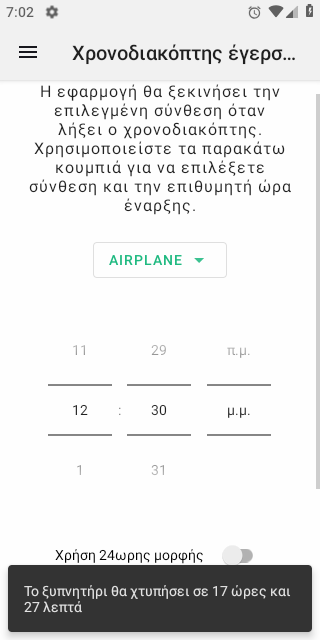 7:02
Χρονοδιακόπτης έγερσ...
Η εφαρμογή θα ξεκινήσει την
επιλεγμένη σύνθεση όταν
λήξει ο χρονοδιακόπτης.
Χρησιμοποιείστε τα παρακάτω
κουμπιά για να επιλέξετε
σύνθεση και την επιθυμητή ώρα
έναρξης.
AIRPLANE
11 29 π.μ.
12 : 30 μ.μ.
1 31
Χρήση 24ωρης μορφής
Το ξυπνητήρι θα χτυπήσει σε 17 ώρες και
27 λεπτά